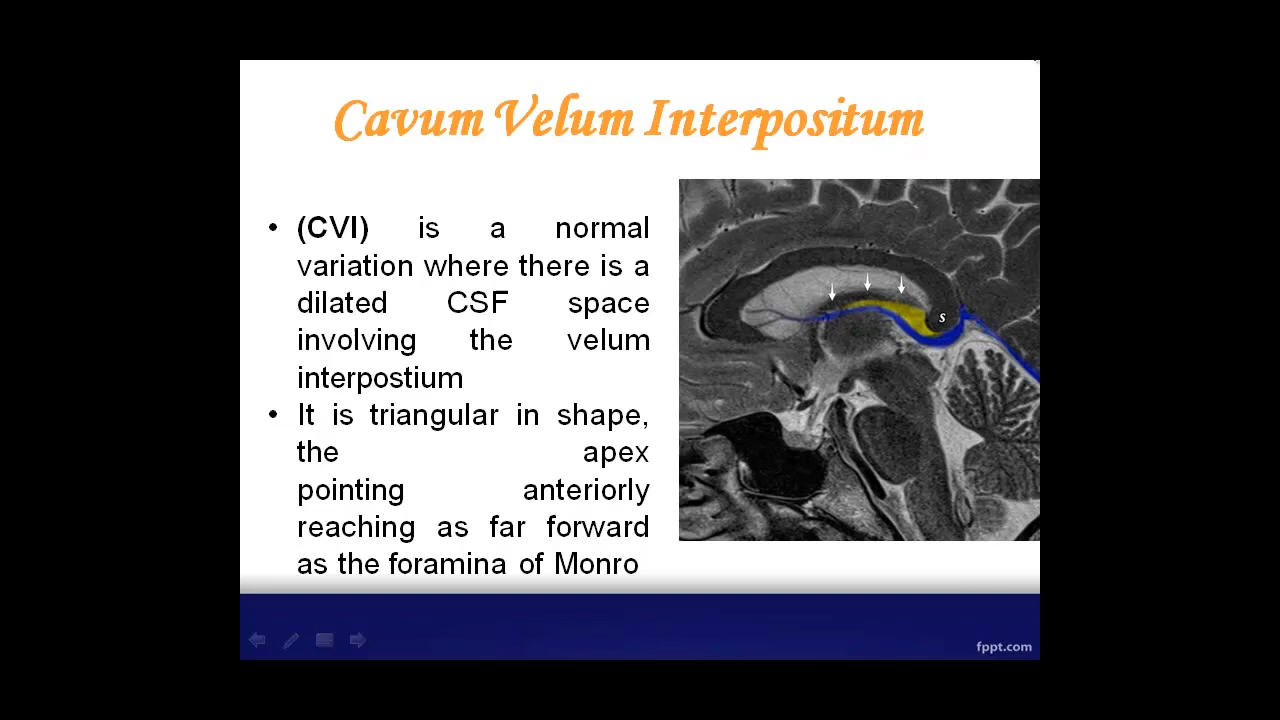 Cavum Velum Interpositum
• (CVI) is a normal
variation where there is a
dilated CSF space
involving the velum
interpostium
• It is triangular in shape,
the apex
pointing anteriorly
reaching as far forward
as the foramina of Monro
S
fppt.com